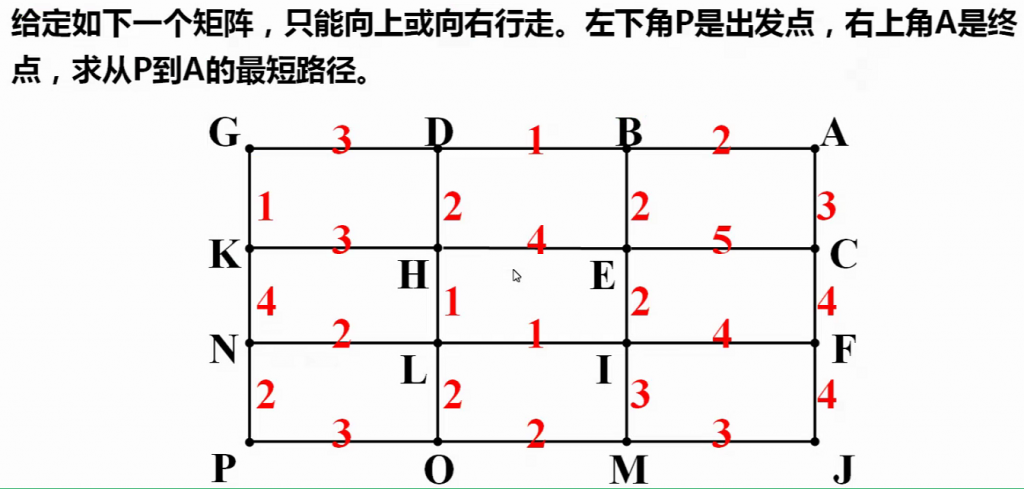 给定如下一个矩阵，只能向上或向右行走。左下角P是出发点，右上角A是终
点，求从P到A的最短路径。
G 3 D 1 B 2 A
1 2 2 3
K 3 H 4 E 5 C
4 1 2 4
N 2 L 1 I 4 F
2 2 3 4
P 3 O 2 M 3 J